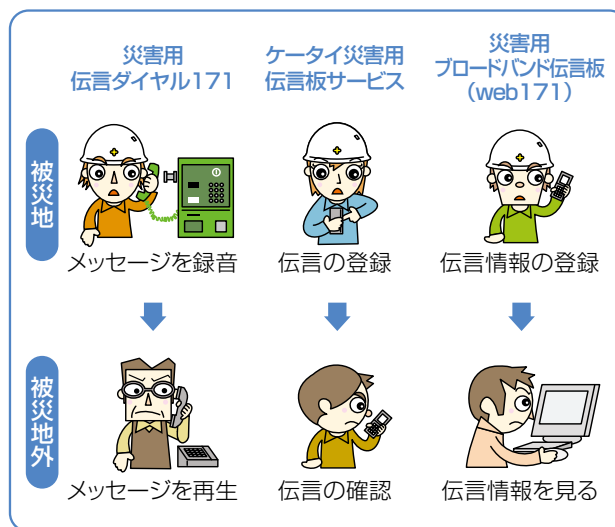 災害用
伝言ダイヤル171
ケータイ災害用
伝言板サービス
災害用
ブロードバンド伝言板
（web171）
被災地
メッセージを録音
伝言の登録
伝言情報の登録
被災地外
メッセージを再生
伝言の確認
伝言情報を見る